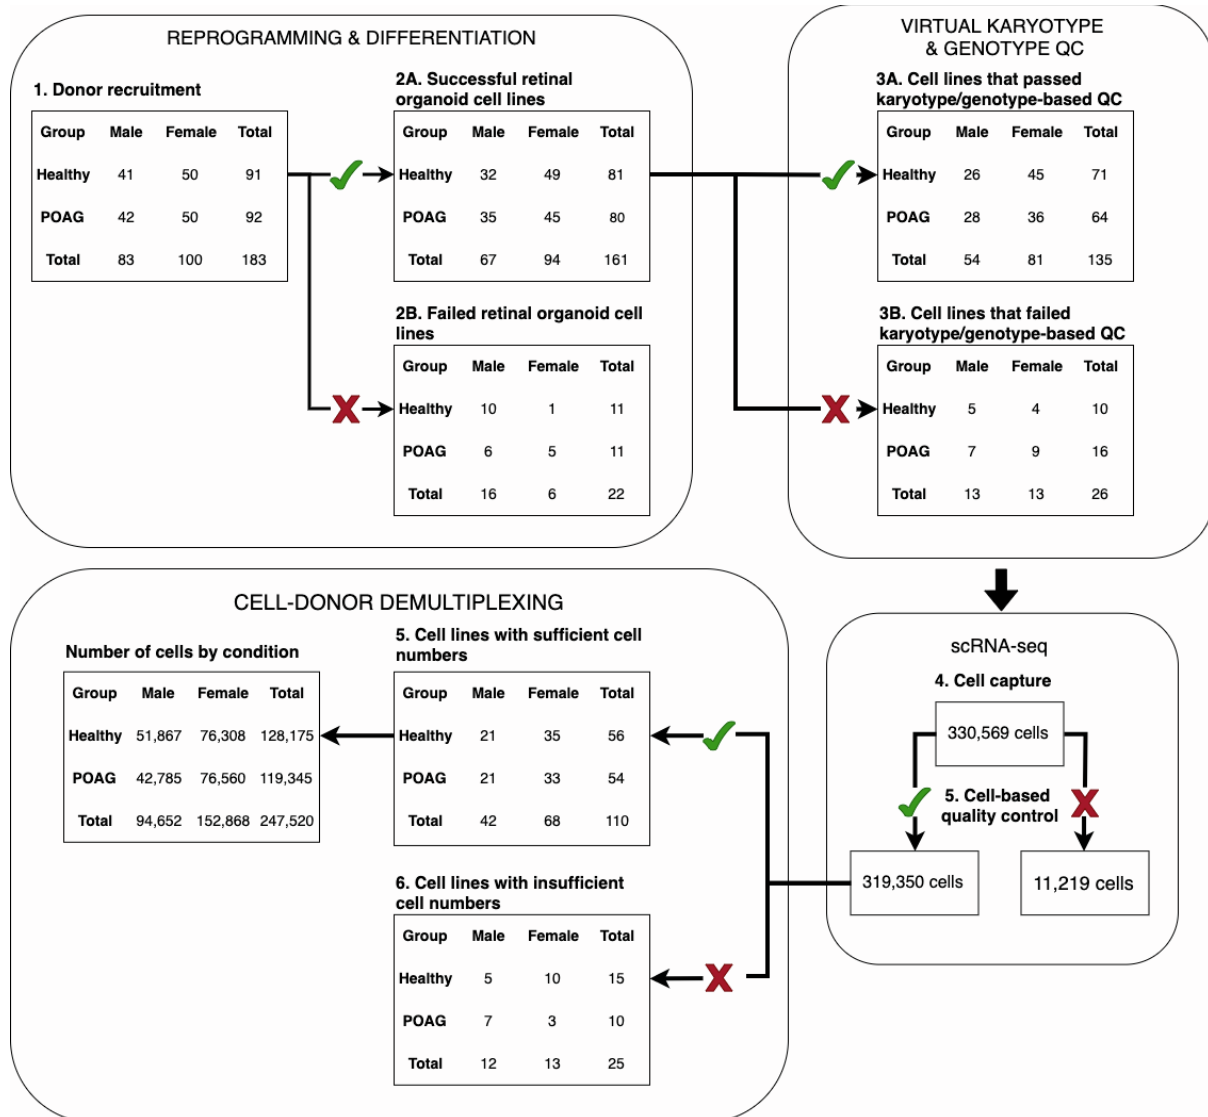 REPROGRAMMING & DIFFERENTIATION
1. Donor recruitment
Group Male Female Total
Healthy 41 50 91
POAG 42 50 92
Total 83 100 183
2A. Successful retinal
organoid cell lines
Group Male Female Total
Healthy 32 49 81
POAG 35 45 80
Total 67 94 161
2B. Failed retinal organoid cell
lines
Group Male Female Total
Healthy 10 1 11
POAG 6 5 11
Total 16 6 22
VIRTUAL KARYOTYPE
& GENOTYPE QC
3A. Cell lines that passed
karyotype/genotype-based QC
Group Male Female Total
Healthy 26 45 71
POAG 28 36 64
Total 54 81 135
3B. Cell lines that failed
karyotype/genotype-based QC
Group Male Female Total
Healthy 5 4 10
POAG 7 9 16
Total 13 13 26
scRNA-seq
4. Cell capture
330,569 cells
5. Cell-based
quality control
319,350 cells
11,219 cells
CELL-DONOR DEMULTIPLEXING
5. Cell lines with sufficient cell
numbers
Group Male Female Total
Healthy 21 35 56
POAG 21 33 54
Total 42 68 110
Number of cells by condition
Group Male Female Total
Healthy 51,867 76,308 128,175
POAG 42,785 76,560 119,345
Total 94,652 152,868 247,520
6. Cell lines with insufficient
cell numbers
Group Male Female Total
Healthy 5 10 15
POAG 7 3 10
Total 12 13 25